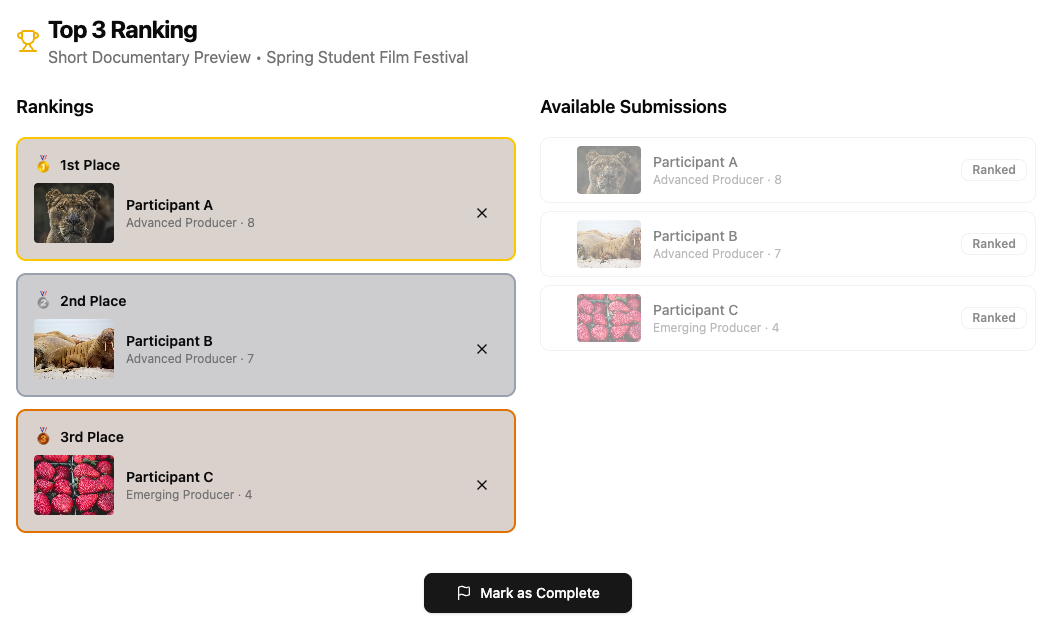 Top 3 Ranking
Short Documentary Preview • Spring Student Film Festival
Rankings
1st Place
Participant A
Advanced Producer · 8
2nd Place
Participant B
Advanced Producer · 7
3rd Place
Participant C
Emerging Producer · 4
Available Submissions
Participant A
Advanced Producer · 8
Ranked
Participant B
Advanced Producer · 7
Ranked
Participant C
Emerging Producer · 4
Ranked
Mark as Complete